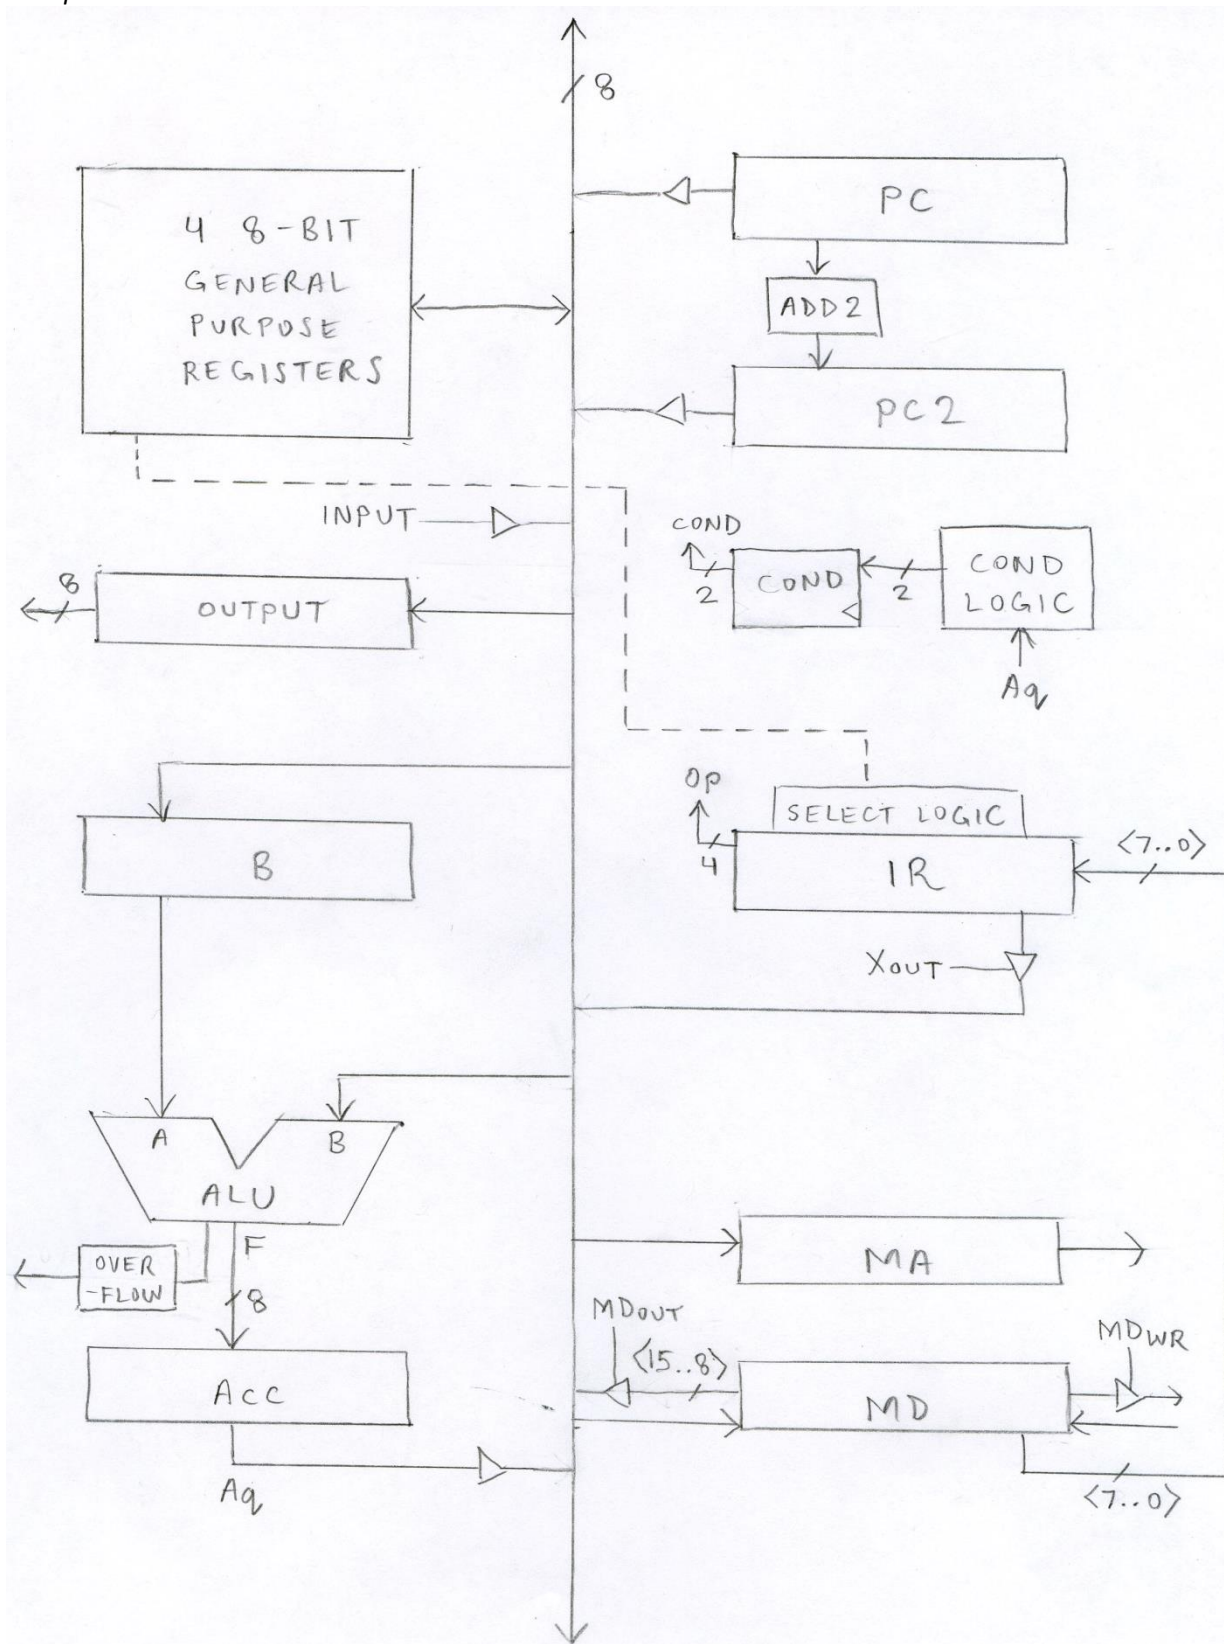 8
4 8-BIT
GENERAL
PURPOSE
REGISTERS
PC
ADD2
PC2
INPUT
8
OUTPUT
COND
2
COND
2
COND
LOGIC
Aq
B
OP
4
SELECT LOGIC
IR
<7..0>
XOUT
A
B
ALU
F
OVER
-FLOW
8
ACC
Aq
MA
MDOUT
<15..8>
MD
MDWR
<7..0>